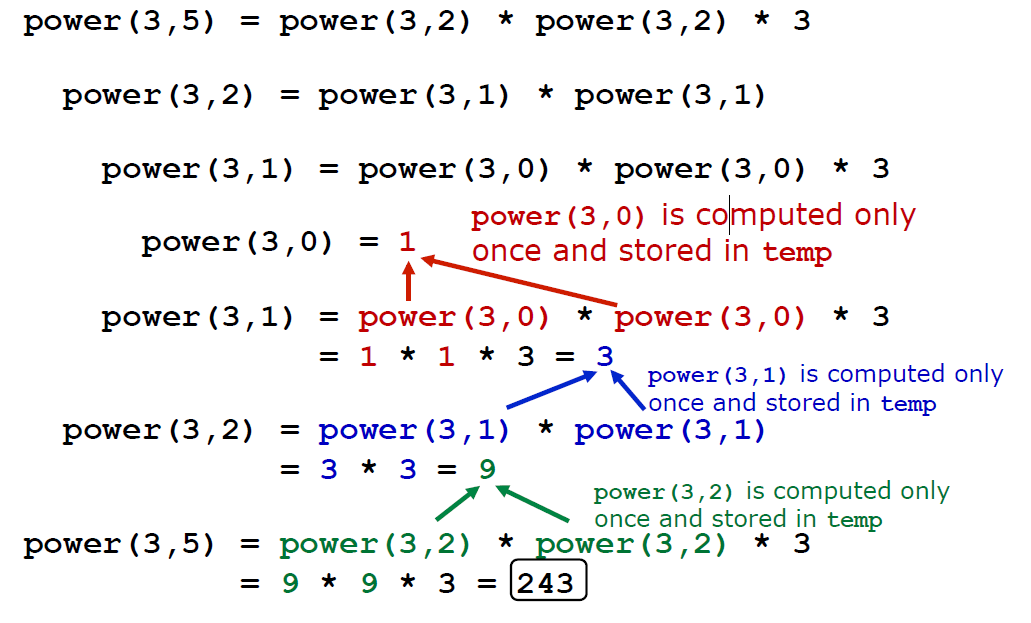 power(3,5) = power(3,2) * power(3,2) * 3
power(3,2) = power(3,1) * power(3,1)
power(3,1) = power(3,0) * power(3,0) * 3
power(3,0) = 1
power(3,0) is computed only
once and stored in temp
power(3,1) = power(3,0) * power(3,0) * 3
= 1 * 1 * 3 = 3
power(3,1) is computed only
once and stored in temp
power(3,2) = power(3,1) * power(3,1)
= 3 * 3 = 9
power(3,2) is computed only
once and stored in temp
power(3,5) = power(3,2) * power(3,2) * 3
= 9 * 9 * 3 = 243